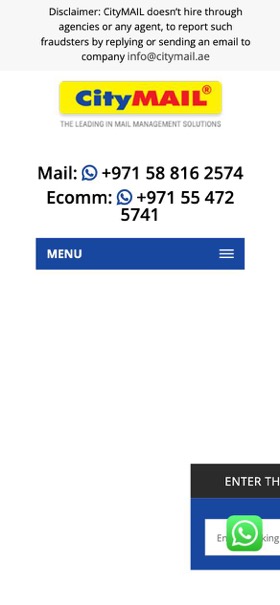 Disclaimer: CityMAIL doesn't hire through
agencies or any agent, to report such
fraudsters by replying or sending an email to
company info@citymail.ae
CityMAIL®
THE LEADING IN MAIL MANAGEMENT SOLUTIONS
Mail: +971 58 816 2574
Ecomm: +971 55 472
5741
MENU
ENTER TH